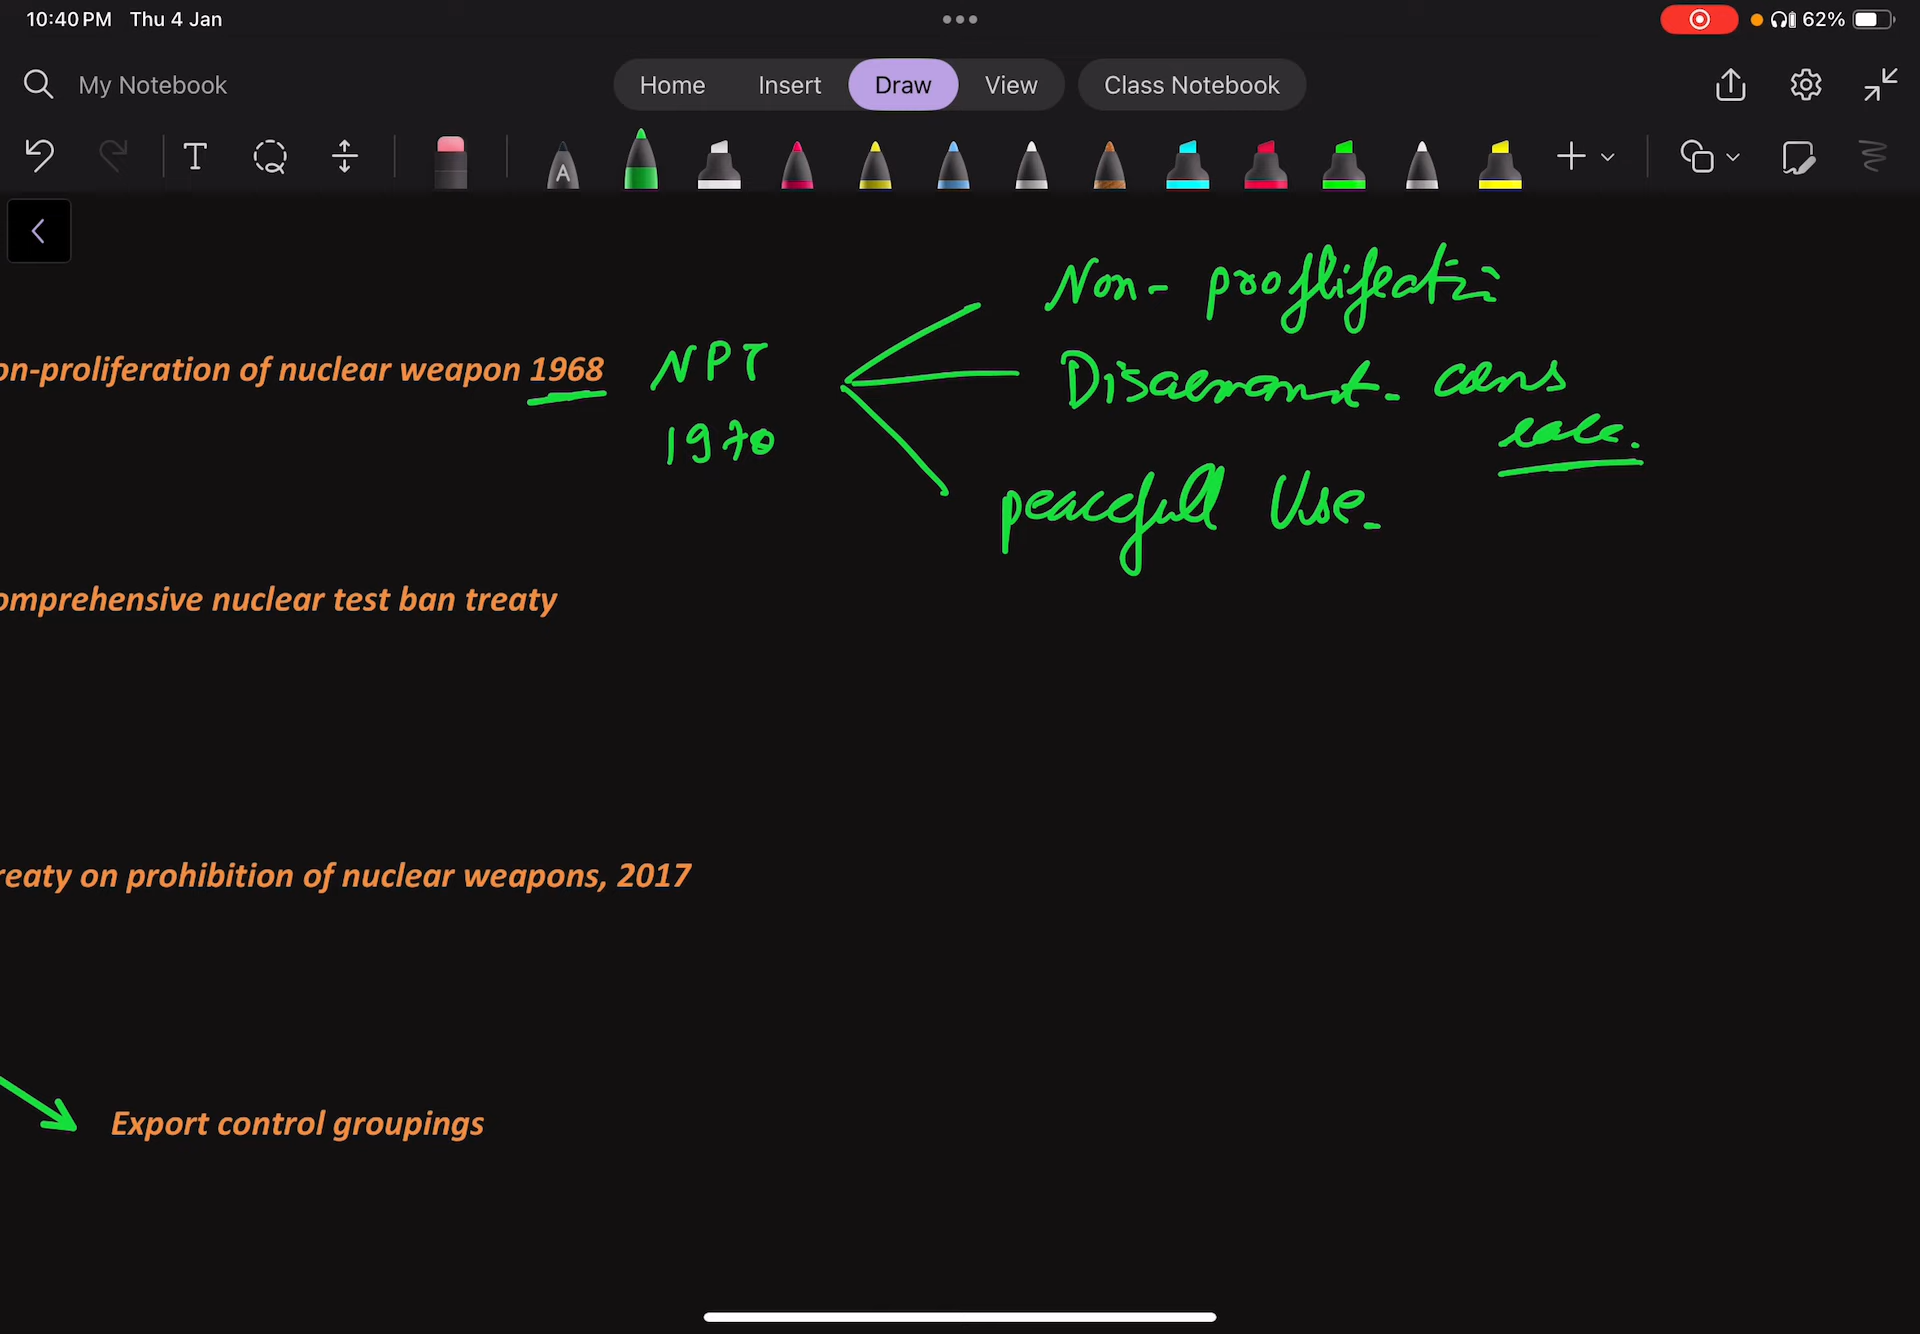 10:40 PM Thu 4 Jan
62%
My Notebook
Home Insert Draw View Class Notebook
T
A
Non- proflifeati
on-proliferation of nuclear weapon 1968 NPT
Disarmamt-
1970
peacefull Use-
omprehensive nuclear test ban treaty
reaty on prohibition of nuclear weapons, 2017
Export control groupings